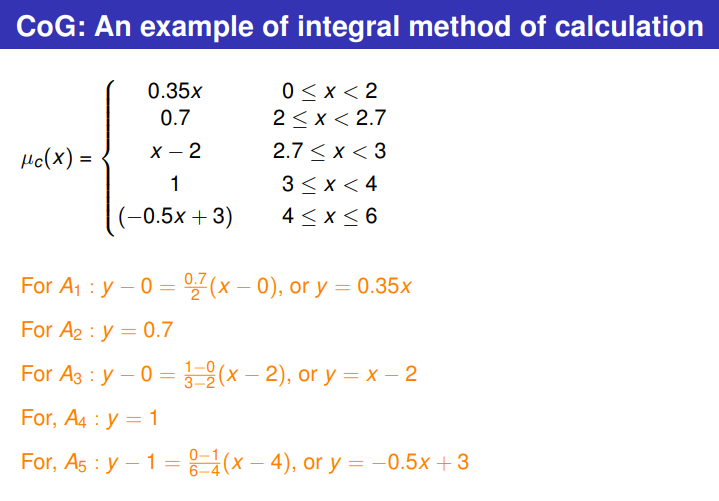 CoG: An example of integral method of calculation
0.35x 0 ≤ x < 2
0.7 2 ≤ x < 2.7
μc(x) = { x − 2 2.7 ≤ x < 3
1 3 ≤ x < 4
(−0.5x + 3) 4 ≤ x ≤ 6
For A₁ : y − 0 = 0.7/2(x − 0), or y = 0.35x
For A₂ : y = 0.7
For A₃ : y − 0 = 1−0/3−2(x − 2), or y = x − 2
For, A₄ : y = 1
For, A₅ : y − 1 = 0−1/6−4(x − 4), or y = −0.5x + 3